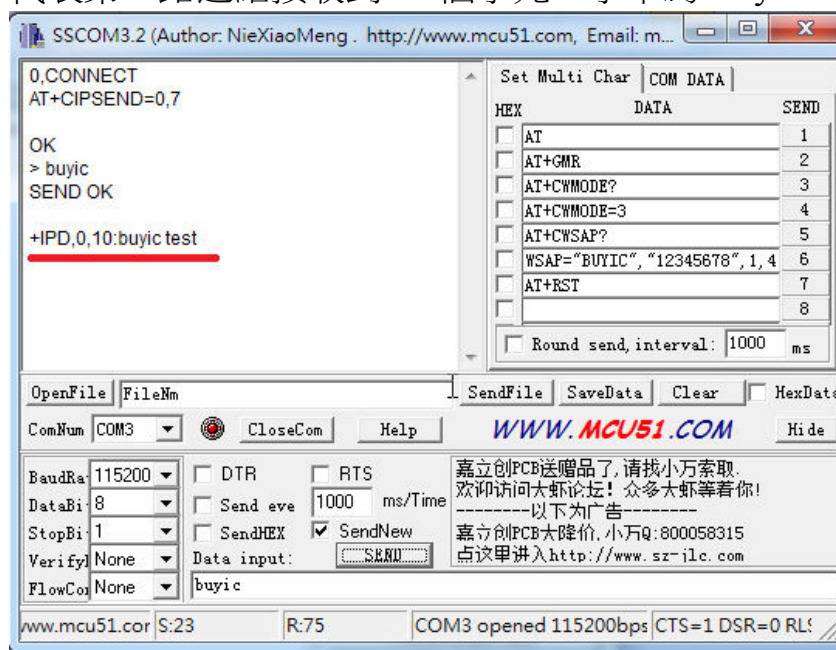 SSCOM3.2 (Author: NieXiaoMeng . http://www.mcu51.com, Email: m...
0,CONNECT
AT+CIPSEND=0,7
OK
> buyic
SEND OK
+IPD,0,10:buyic test
Set Multi Char COM DATA
HEX DATA SEND
AT 1
AT+GMR 2
AT+CWMODE? 3
AT+CWMODE=3 4
AT+CWSAP? 5
WSAP="BUYIC","12345678",1,4 6
AT+RST 7
8
Round send, interval: 1000 ms
OpenFile FileNm SendFile SaveData Clear HexData
ComNum COM3 CloseCom Help WWW.MCU51.COM Hide
BaudRa 115200 DTR RTS
DataBi 8 Send eve 1000 ms/Time
StopBi 1 SendHEX SendNew
VerifyI None Data input: SEND
FlowCo None buyic
嘉立创PCB送赠品了,请找小万索取.
欢迎访问大虾论坛！众多大虾等着你!
--------以下为广告--------
嘉立创PCB大降价,小万Q:800058315
点这里进入http://www.sz-jlc.com
www.mcu51.cor S:23 R:75 COM3 opened 115200bps CTS=1 DSR=0 RLS